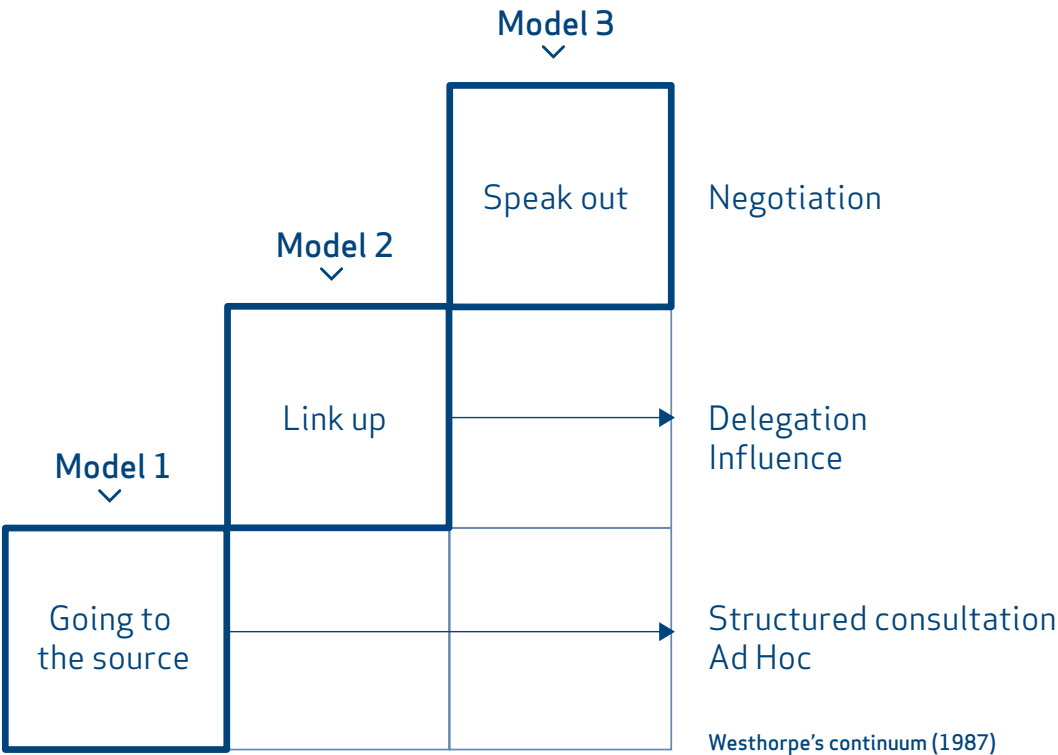 Model 3
Speak out
Negotiation
Model 2
Link up
Delegation
Influence
Model 1
Going to
the source
Structured consultation
Ad Hoc
Westhorpe's continuum (1987)